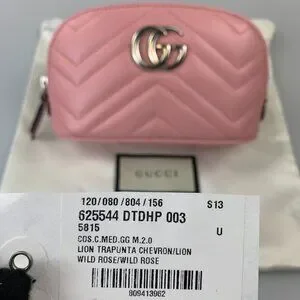 GG
GUCCI
120/080/804/156 S13
625544 DTDHP 003
5815 U
COS.C.MED.GG M.2.0
LION TRAPUNTA CHEVRON/LION
WILD ROSE/WILD ROSE
809413962